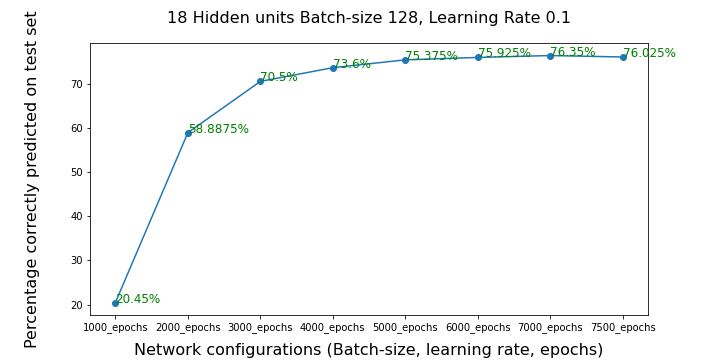 18 Hidden units Batch-size 128, Learning Rate 0.1
Percentage correctly predicted on test set
70
60
50
40
30
20
20.45%
58.8875%
70.5%
73.6%
75.375%
75.925%
76.35%
76.025%
1000_epochs
2000_epochs
3000_epochs
4000_epochs
5000_epochs
6000_epochs
7000_epochs
7500_epochs
Network configurations (Batch-size, learning rate, epochs)